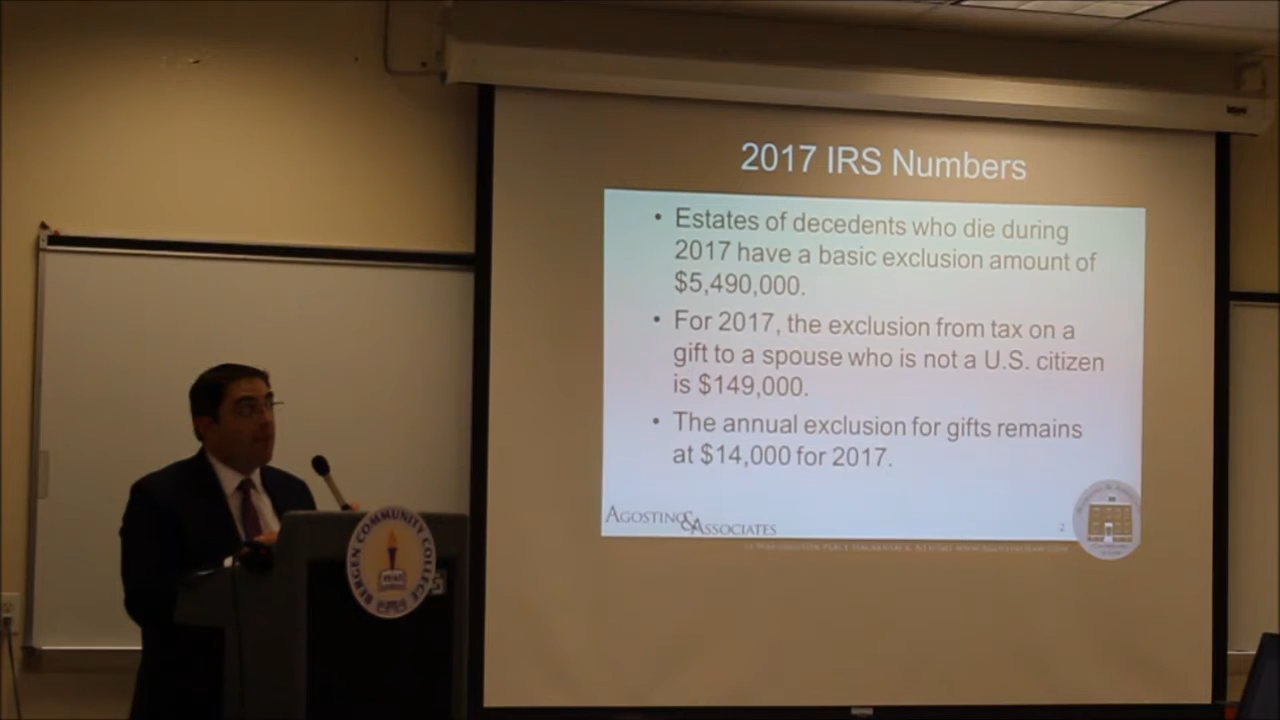 2017 IRS Numbers
• Estates of decedents who die during
2017 have a basic exclusion amount of
$5,490,000.
• For 2017, the exclusion from tax on a
gift to a spouse who is not a U.S. citizen
is $149,000.
• The annual exclusion for gifts remains
at $14,000 for 2017.
AGOSTINO & ASSOCIATES
2
BERGEN COMMUNITY COLLEGE